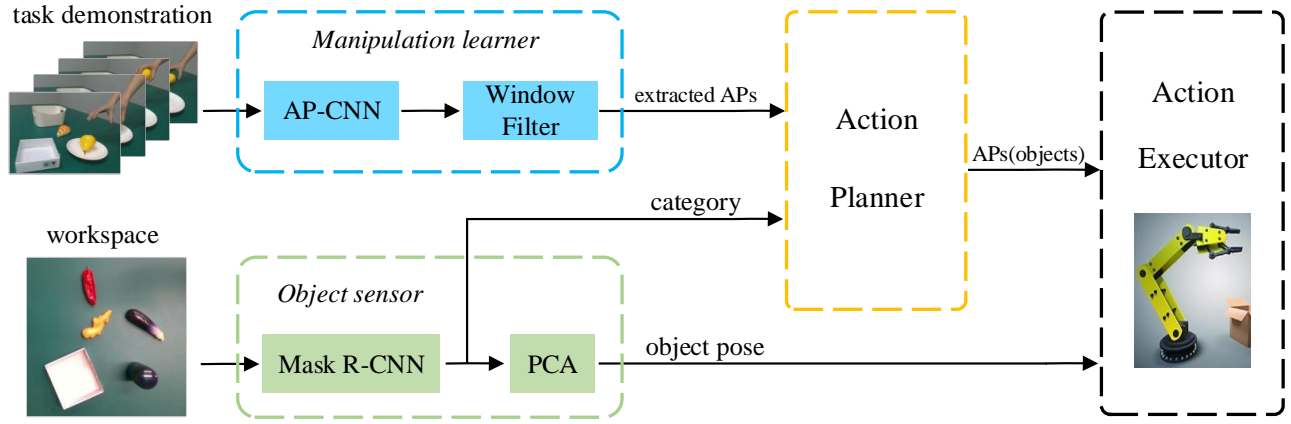 task demonstration
Manipulation learner
AP-CNN
Window
Filter
extracted APs
Action
Planner
APs(objects)
Action
Executor
category
workspace
Object sensor
Mask R-CNN
PCA
object pose